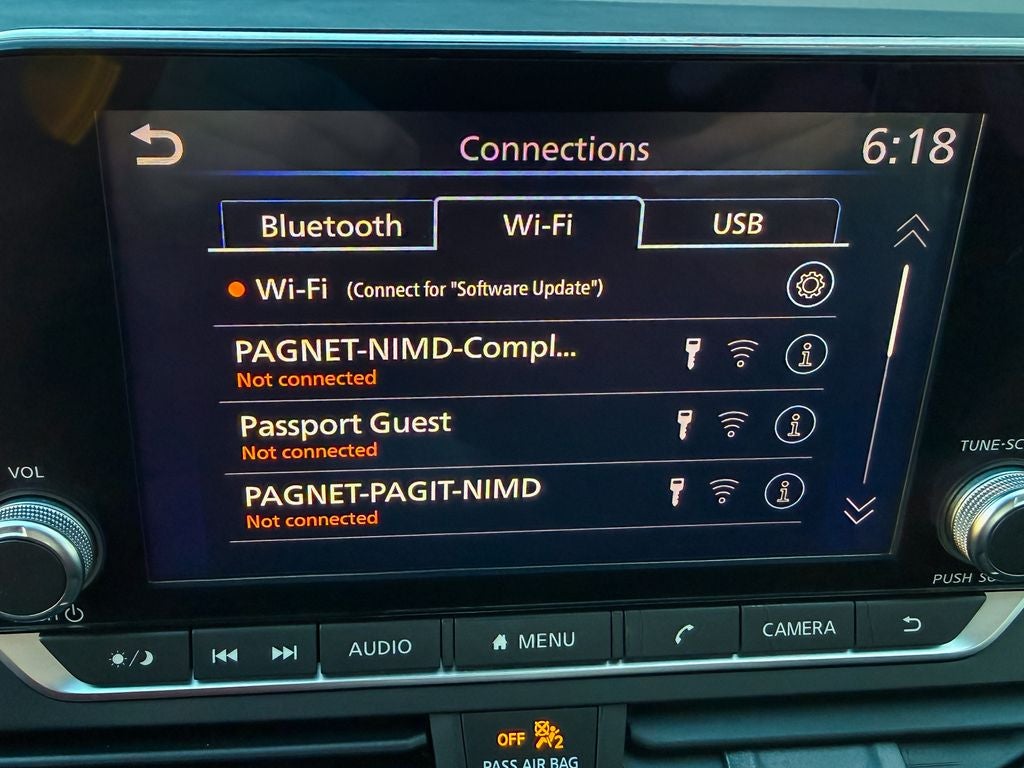 Connections
6:18
Bluetooth
Wi-Fi
USB
Wi-Fi (Connect for "Software Update")
PAGNET-NIMD-Compl...
Not connected
Passport Guest
Not connected
PAGNET-PAGIT-NIMD
Not connected
VOL
TUNE-SC
PUSH
AUDIO
MENU
CAMERA
OFF 2
PASS AIR BAG